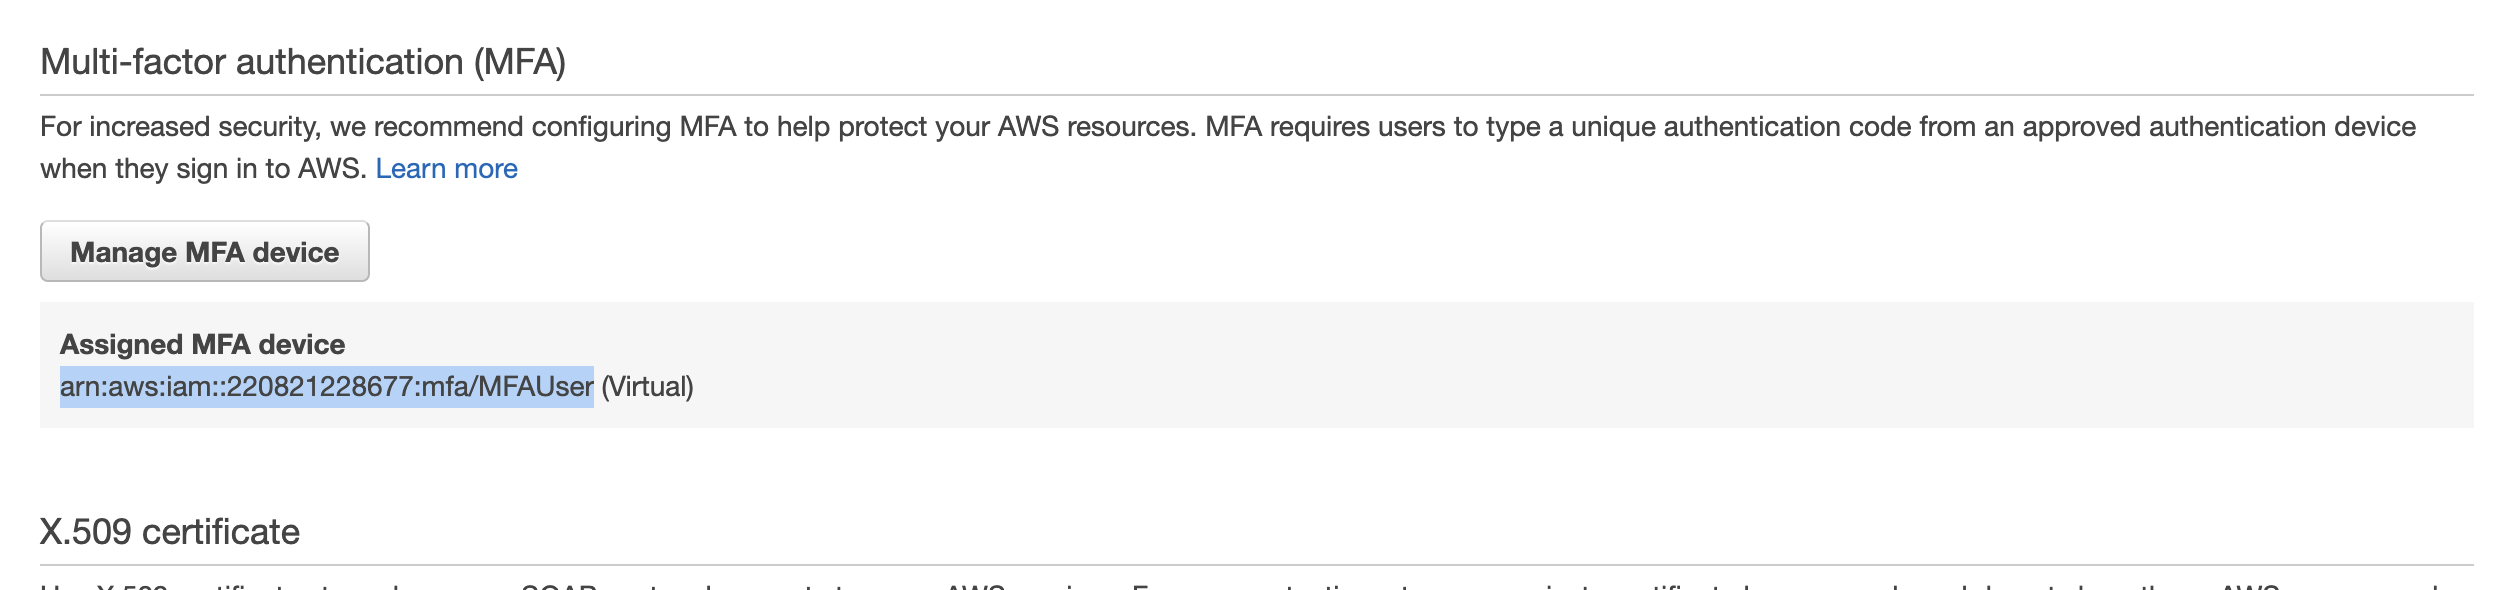 Multi-factor authentication (MFA)
For increased security, we recommend configuring MFA to help protect your AWS resources. MFA requires users to type a unique authentication code from an approved authentication device
when they sign in to AWS. Learn more
Manage MFA device
Assigned MFA device
arn:aws:iam::220821228677:mfa/MFAUser (Virtual)
X.509 certificate